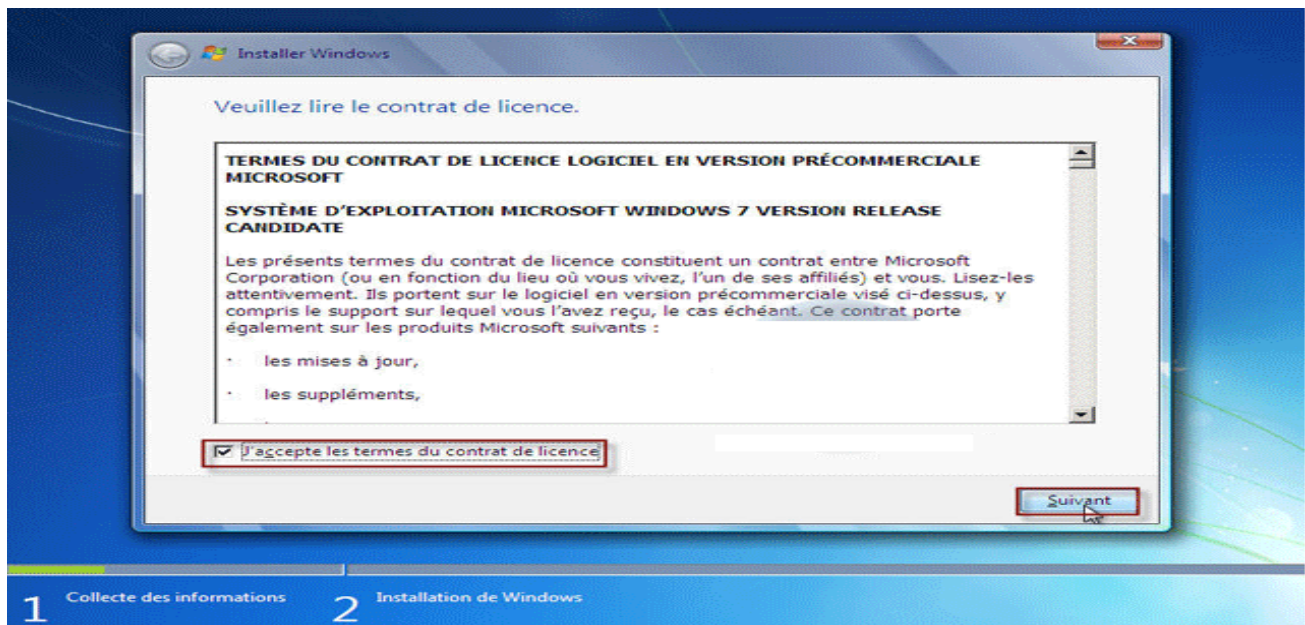 Installer Windows
Veuillez lire le contrat de licence.
TERMES DU CONTRAT DE LICENCE LOGICIEL EN VERSION PRÉCOMMERCIALE
MICROSOFT
SYSTÈME D'EXPLOITATION MICROSOFT WINDOWS 7 VERSION RELEASE
CANDIDATE
Les présents termes du contrat de licence constituent un contrat entre Microsoft
Corporation (ou en fonction du lieu où vous vivez, l'un de ses affiliés) et vous. Lisez-les
attentivement. Ils portent sur le logiciel en version précommerciale visé ci-dessus, y
compris le support sur lequel vous l'avez reçu, le cas échéant. Ce contrat porte
également sur les produits Microsoft suivants :
· les mises à jour,
· les suppléments,
J'accepte les termes du contrat de licence
Suivant
1 Collecte des informations 2 Installation de Windows